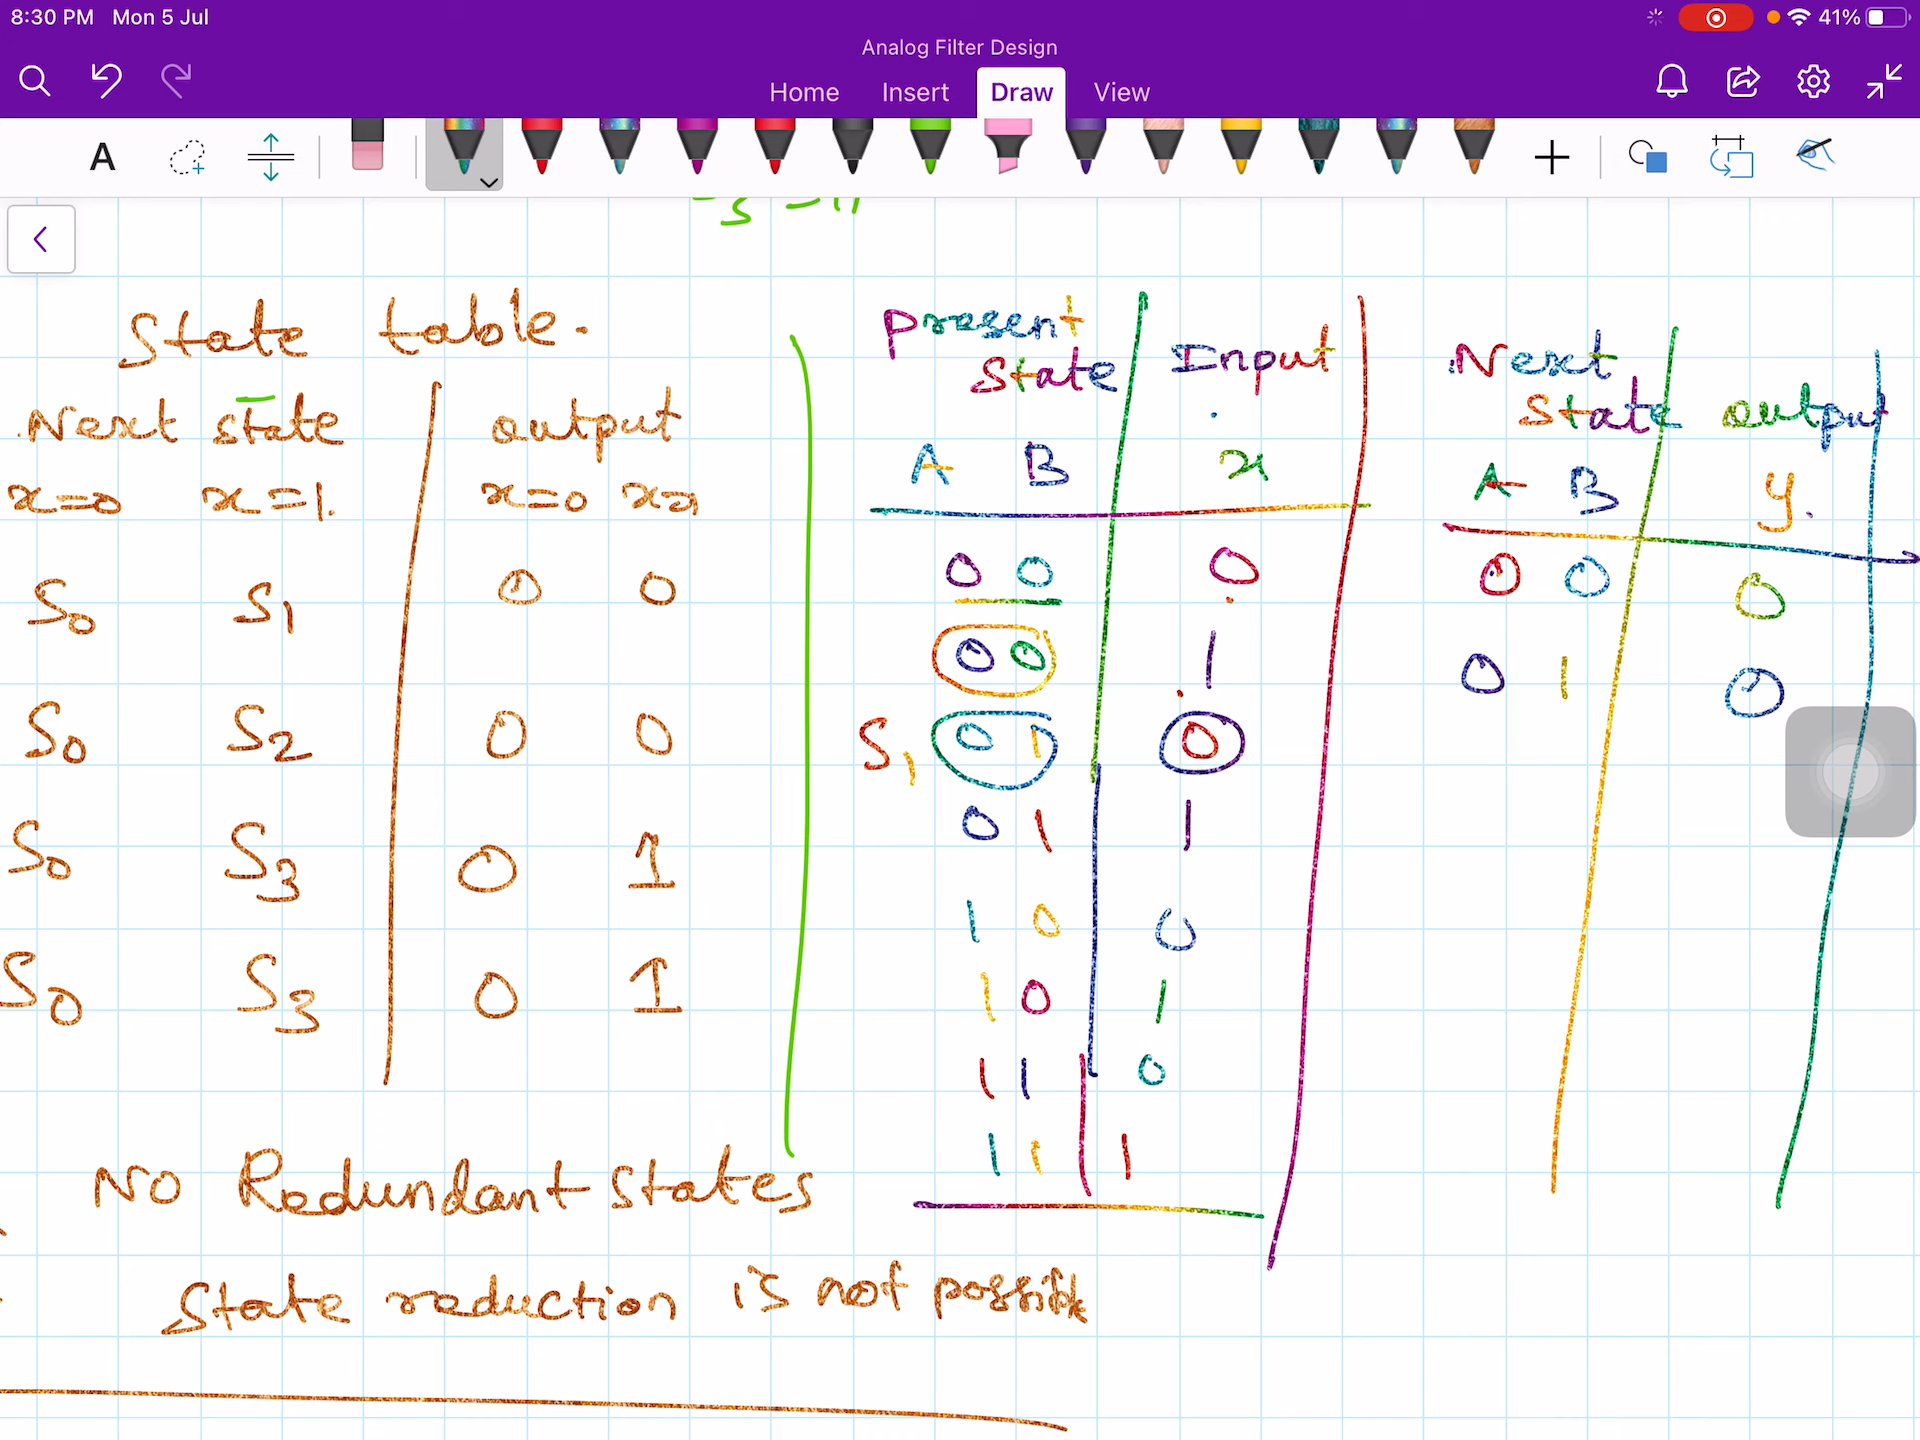 8:30 PM Mon 5 Jul
41%
Analog Filter Design
Home Insert Draw View
A
State table.
Next state output
x=0 x=1. x=0 x=1
S0 S1 0 0
S0 S2 0 0
S0 S3 0 1
S0 S3 0 1
No Redundant States
State reduction is not possible
Present State Input Next State output
A B x A B y.
0 0 0 0 0 0
0 0 1 0 1 0
S1 0 1 0
0 1 1
1 0 0
1 0 1
1 1 0
1 1 1